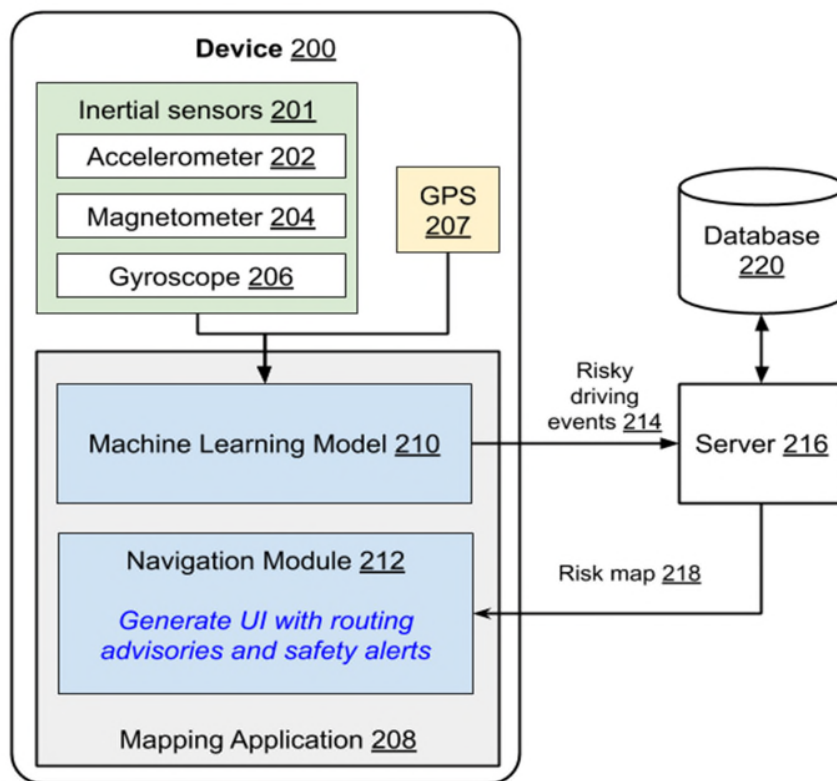 Device 200
Inertial sensors 201
Accelerometer 202
Magnetometer 204
Gyroscope 206
GPS
207
Database
220
Machine Learning Model 210
Risky
driving
events 214
Server 216
Navigation Module 212
Generate UI with routing
advisories and safety alerts
Risk map 218
Mapping Application 208